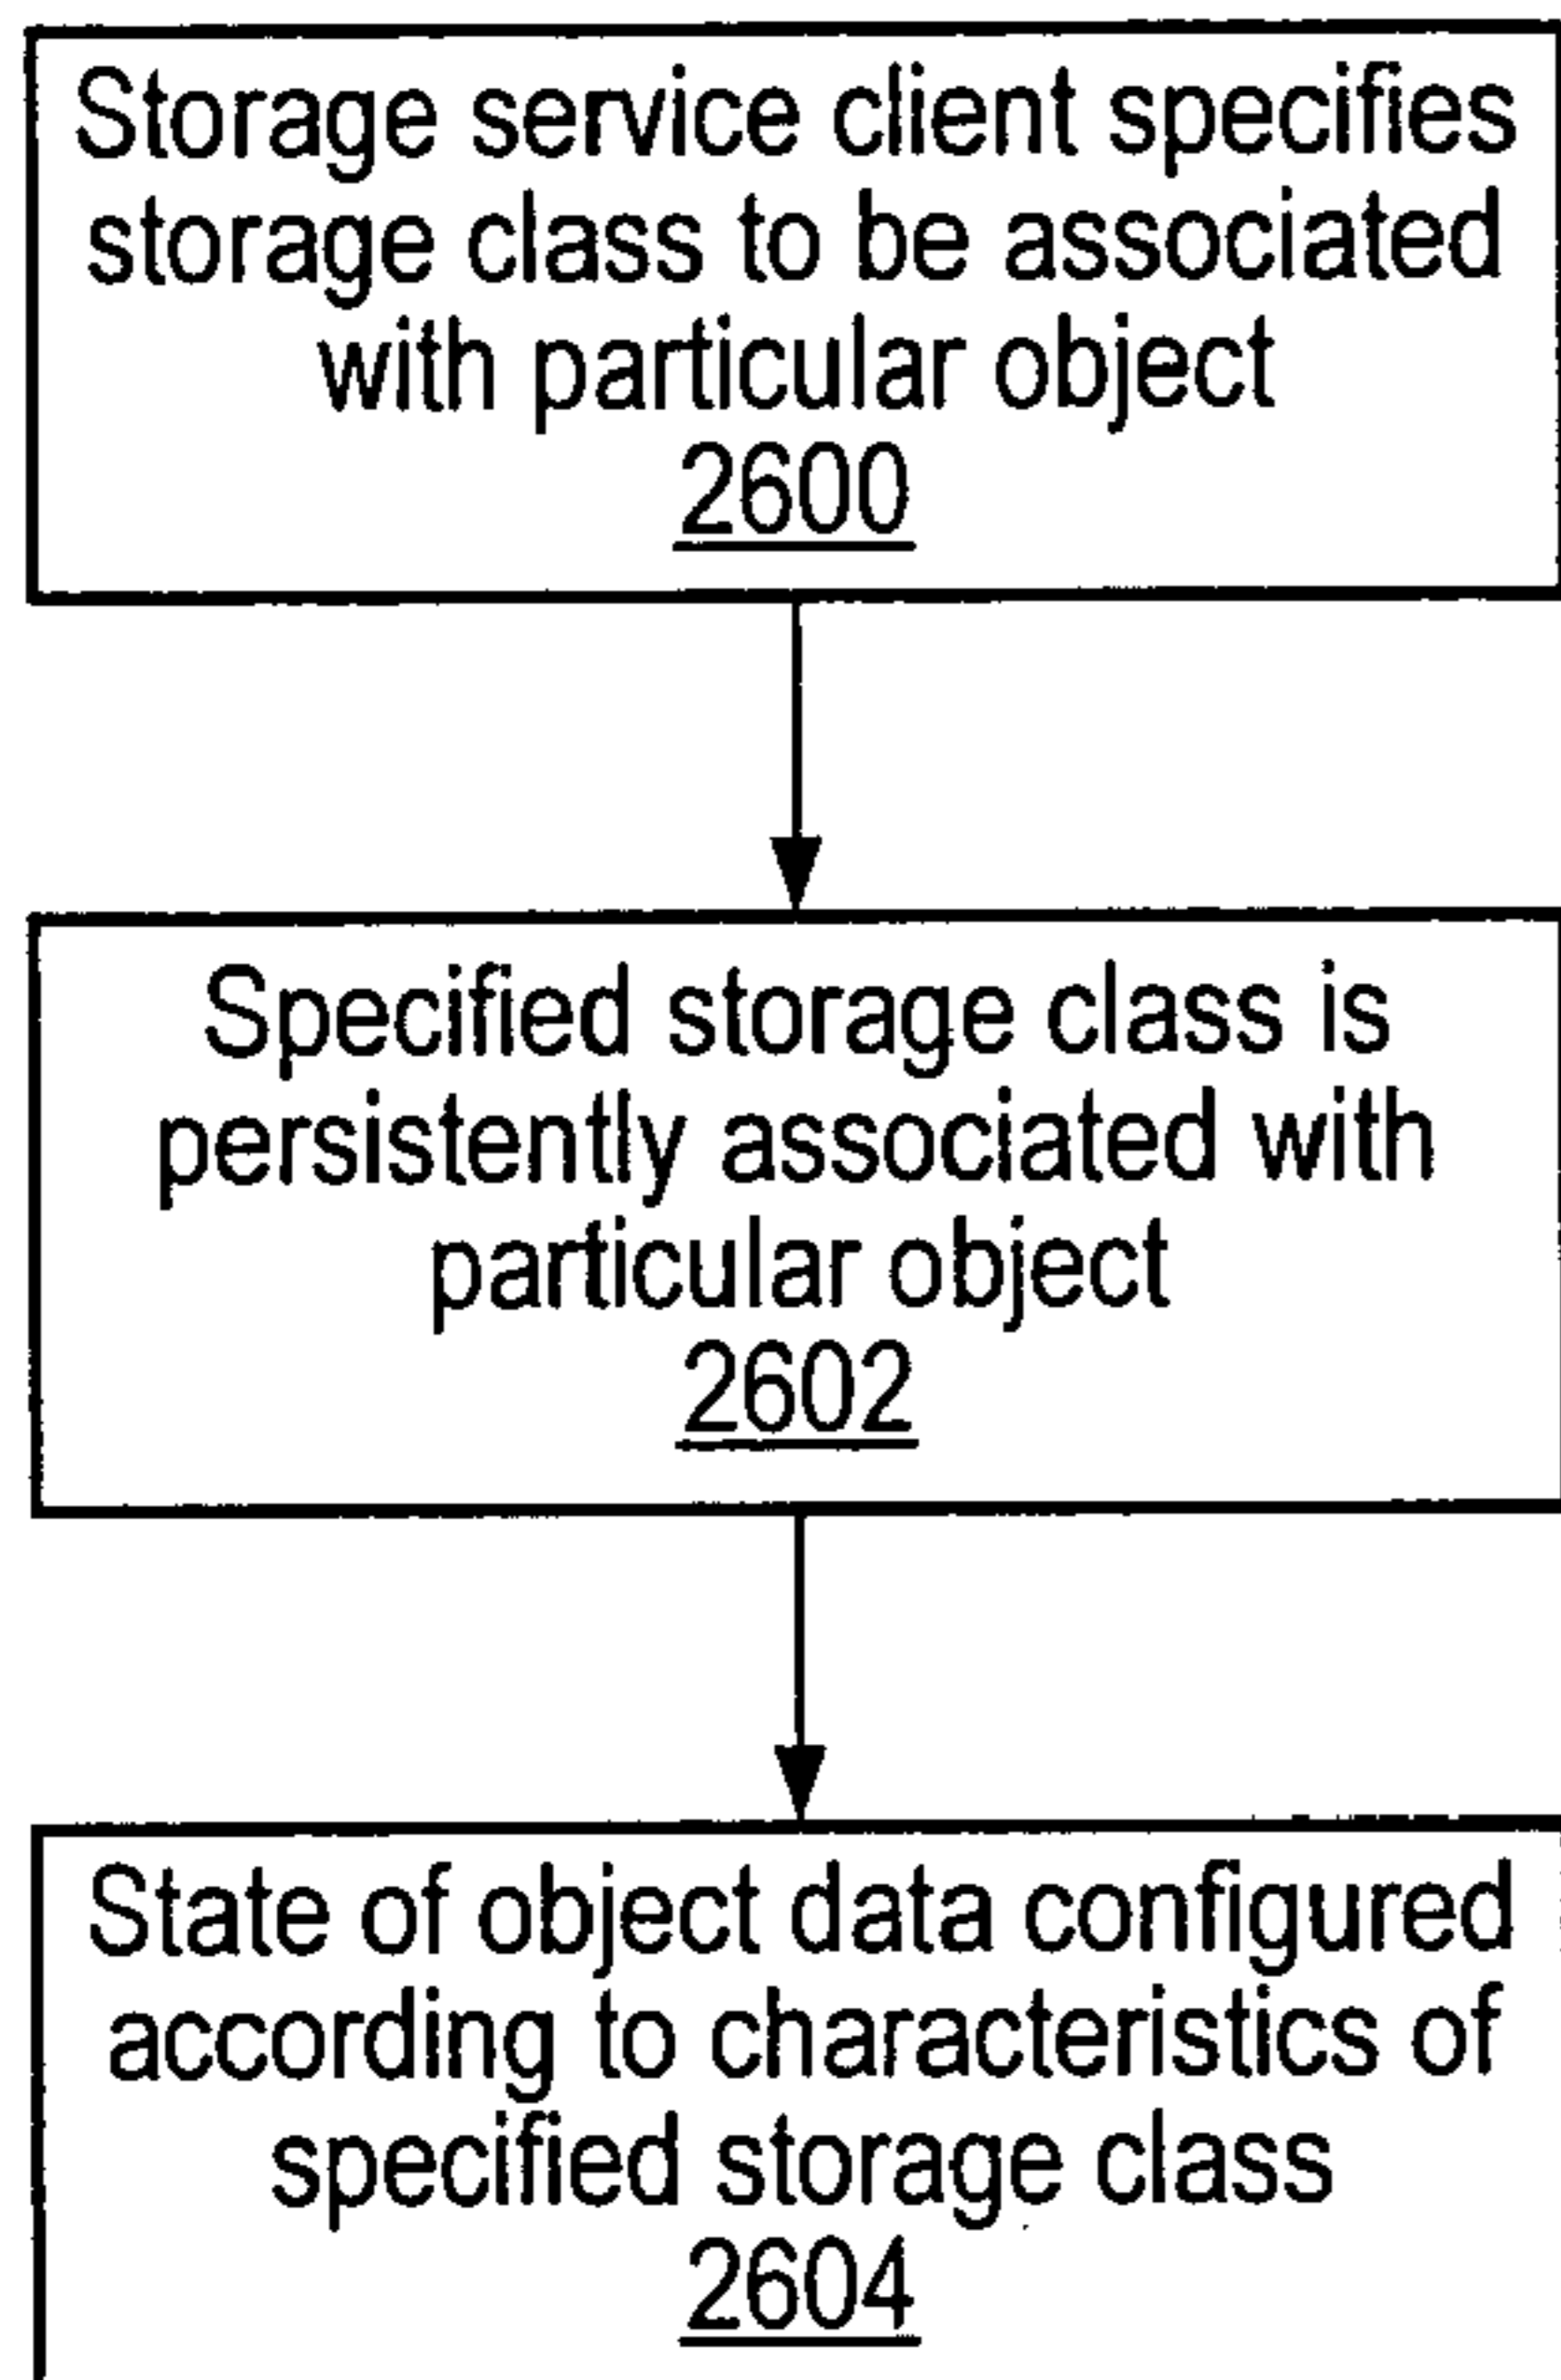 Storage service client specifies
storage class to be associated
with particular object
2600
Specified storage class is
persistently associated with
particular object
2602
State of object data configured
according to characteristics of
specified storage class
2604